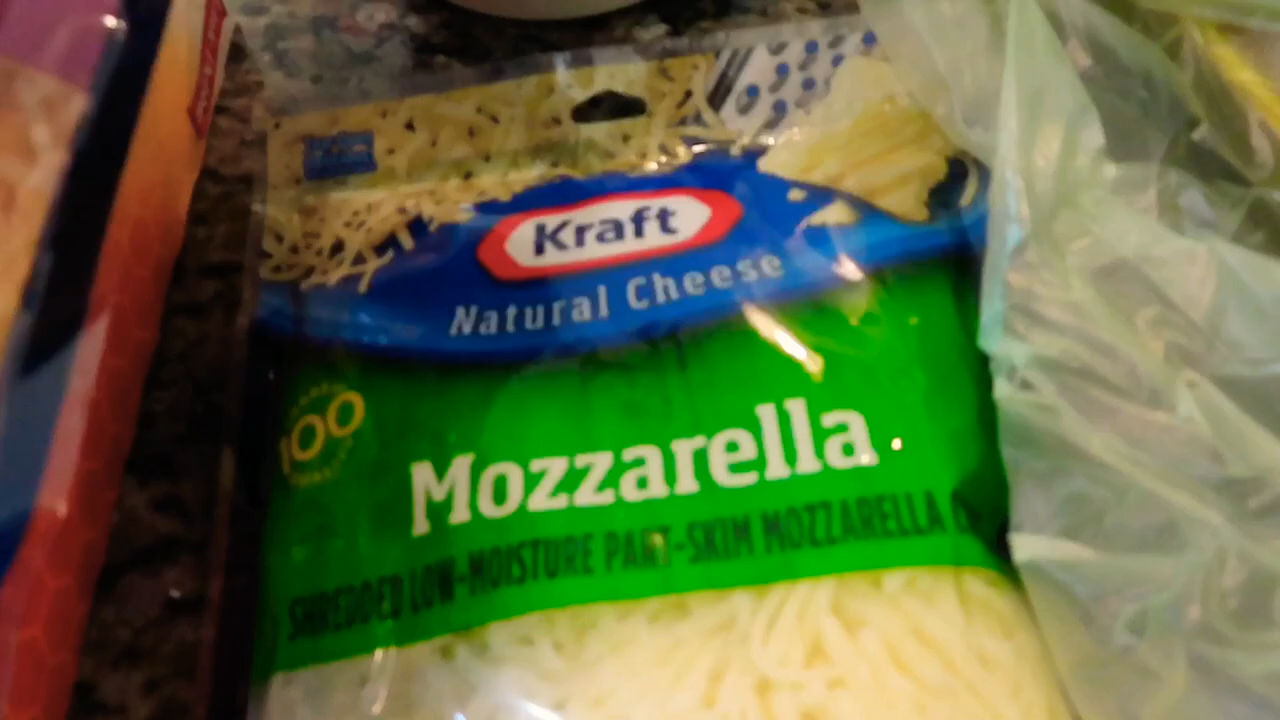 Kraft
Natural Cheese
100
Mozzarella
SHREDDED LOW-MOISTURE PART-SKIM MOZZARELLA